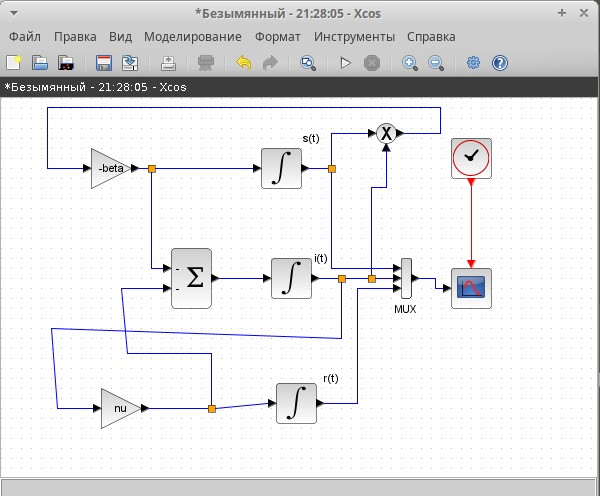 *Безымянный - 21:28:05 - Xcos
Файл Правка Вид Моделирование Формат Инструменты Справка
*Безымянный - 21:28:05 - Xcos
s(t)
X
-beta
i(t)
-
Σ
-
MUX
r(t)
nu